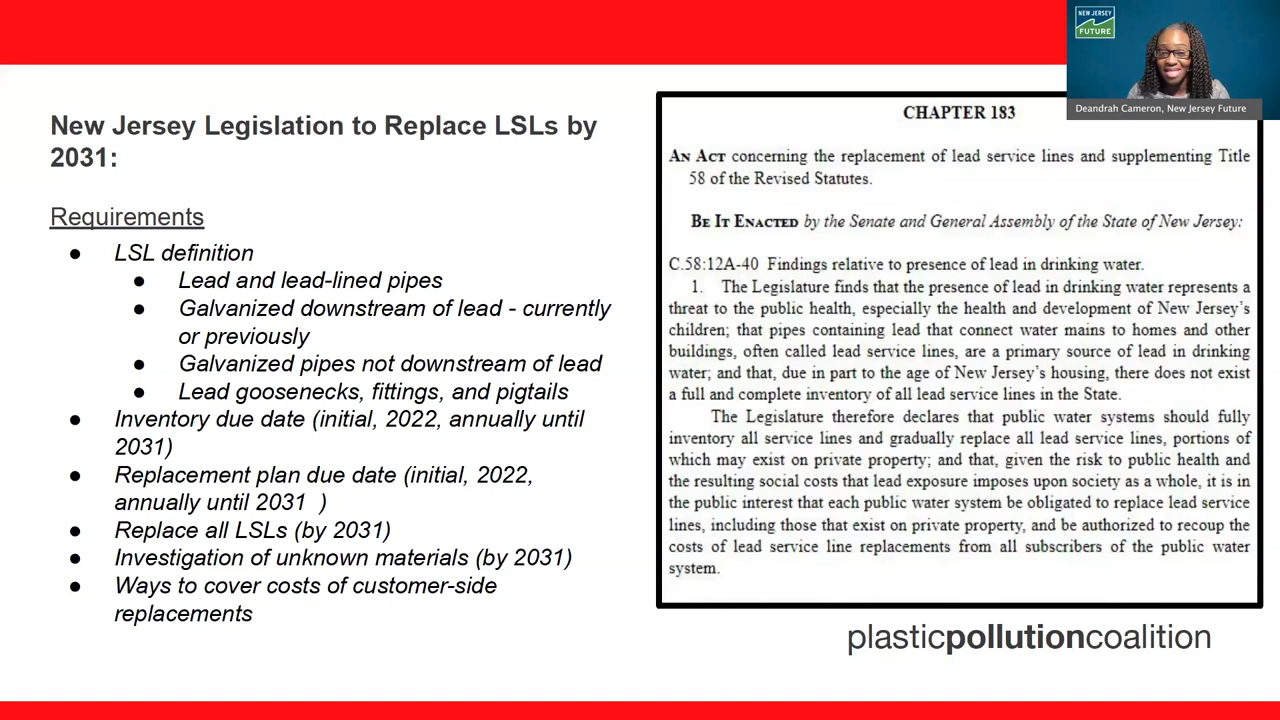 NEW JERSEY
FUTURE
Deandrah Cameron, New Jersey Future
New Jersey Legislation to Replace LSLs by
2031:
Requirements
● LSL definition
● Lead and lead-lined pipes
● Galvanized downstream of lead - currently
or previously
● Galvanized pipes not downstream of lead
● Lead goosenecks, fittings, and pigtails
● Inventory due date (initial, 2022, annually until
2031)
● Replacement plan due date (initial, 2022,
annually until 2031 )
● Replace all LSLs (by 2031)
● Investigation of unknown materials (by 2031)
● Ways to cover costs of customer-side
replacements
CHAPTER 183
AN ACT concerning the replacement of lead service lines and supplementing Title
58 of the Revised Statutes.
BE IT ENACTED by the Senate and General Assembly of the State of New Jersey:
C.58:12A-40 Findings relative to presence of lead in drinking water.
1. The Legislature finds that the presence of lead in drinking water represents a
threat to the public health, especially the health and development of New Jersey's
children; that pipes containing lead that connect water mains to homes and other
buildings, often called lead service lines, are a primary source of lead in drinking
water; and that, due in part to the age of New Jersey's housing, there does not exist
a full and complete inventory of all lead service lines in the State.
The Legislature therefore declares that public water systems should fully
inventory all service lines and gradually replace all lead service lines, portions of
which may exist on private property; and that, given the risk to public health and
the resulting social costs that lead exposure imposes upon society as a whole, it is in
the public interest that each public water system be obligated to replace lead service
lines, including those that exist on private property, and be authorized to recoup the
costs of lead service line replacements from all subscribers of the public water
system.
plasticpollutioncoalition